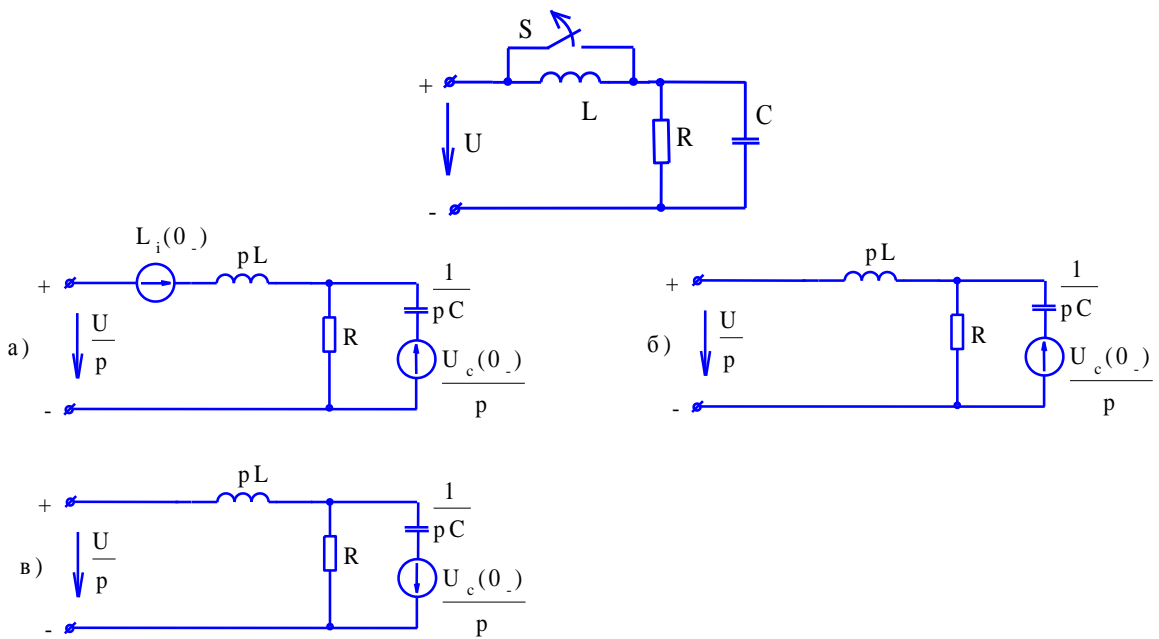 S
+
L
C
R
U
-
L i (0 -)
pL
+
1
pC
U
p
R
а)
U c (0 -)
p
-
pL
+
1
pC
U
p
R
б)
U c (0 -)
p
-
pL
+
1
pC
U
p
R
в)
U c (0 -)
p
-